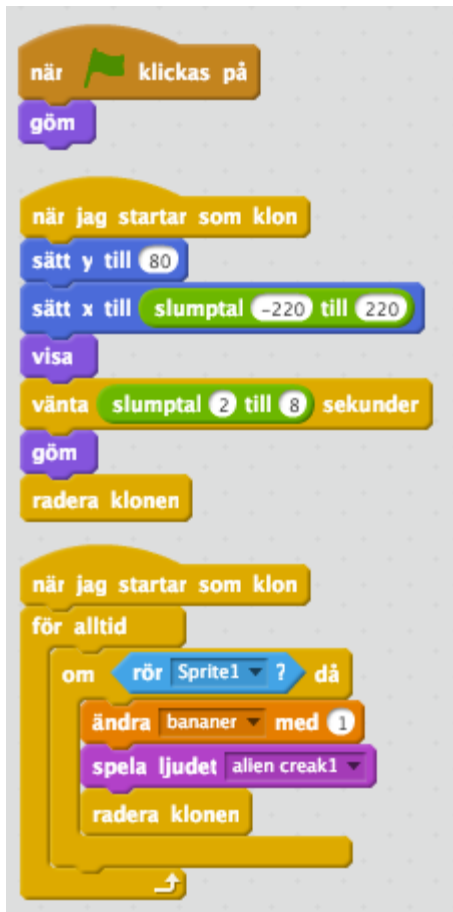 när klickas på
göm
när jag startar som klon
sätt y till 80
sätt x till slumptal -220 till 220
visa
vänta slumptal 2 till 8 sekunder
göm
radera klonen
när jag startar som klon
för alltid
om rör Sprite1 ? då
ändra bananer med 1
spela ljudet alien creak1
radera klonen